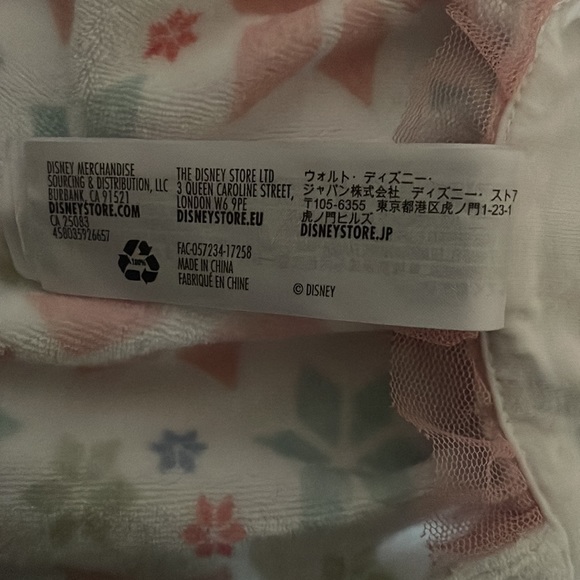 DISNEY MERCHANDISE
SOURCING & DISTRIBUTION, LLC
BURBANK, CA 91521
DISNEYSTORE.COM
CA 25083
458035926657
THE DISNEY STORE LTD
3 QUEEN CAROLINE STREET,
LONDON W6 9PE
DISNEYSTORE.EU
ウォルト・ディズニー・
ジャパン株式会社 ディズニー・スト
〒105-6355 東京都港区虎ノ門1-23-1
虎ノ門ヒルズ
DISNEYSTORE.JP
100%
FAC-057234-17258
MADE IN CHINA
FABRIQUÉ EN CHINE
© DISNEY